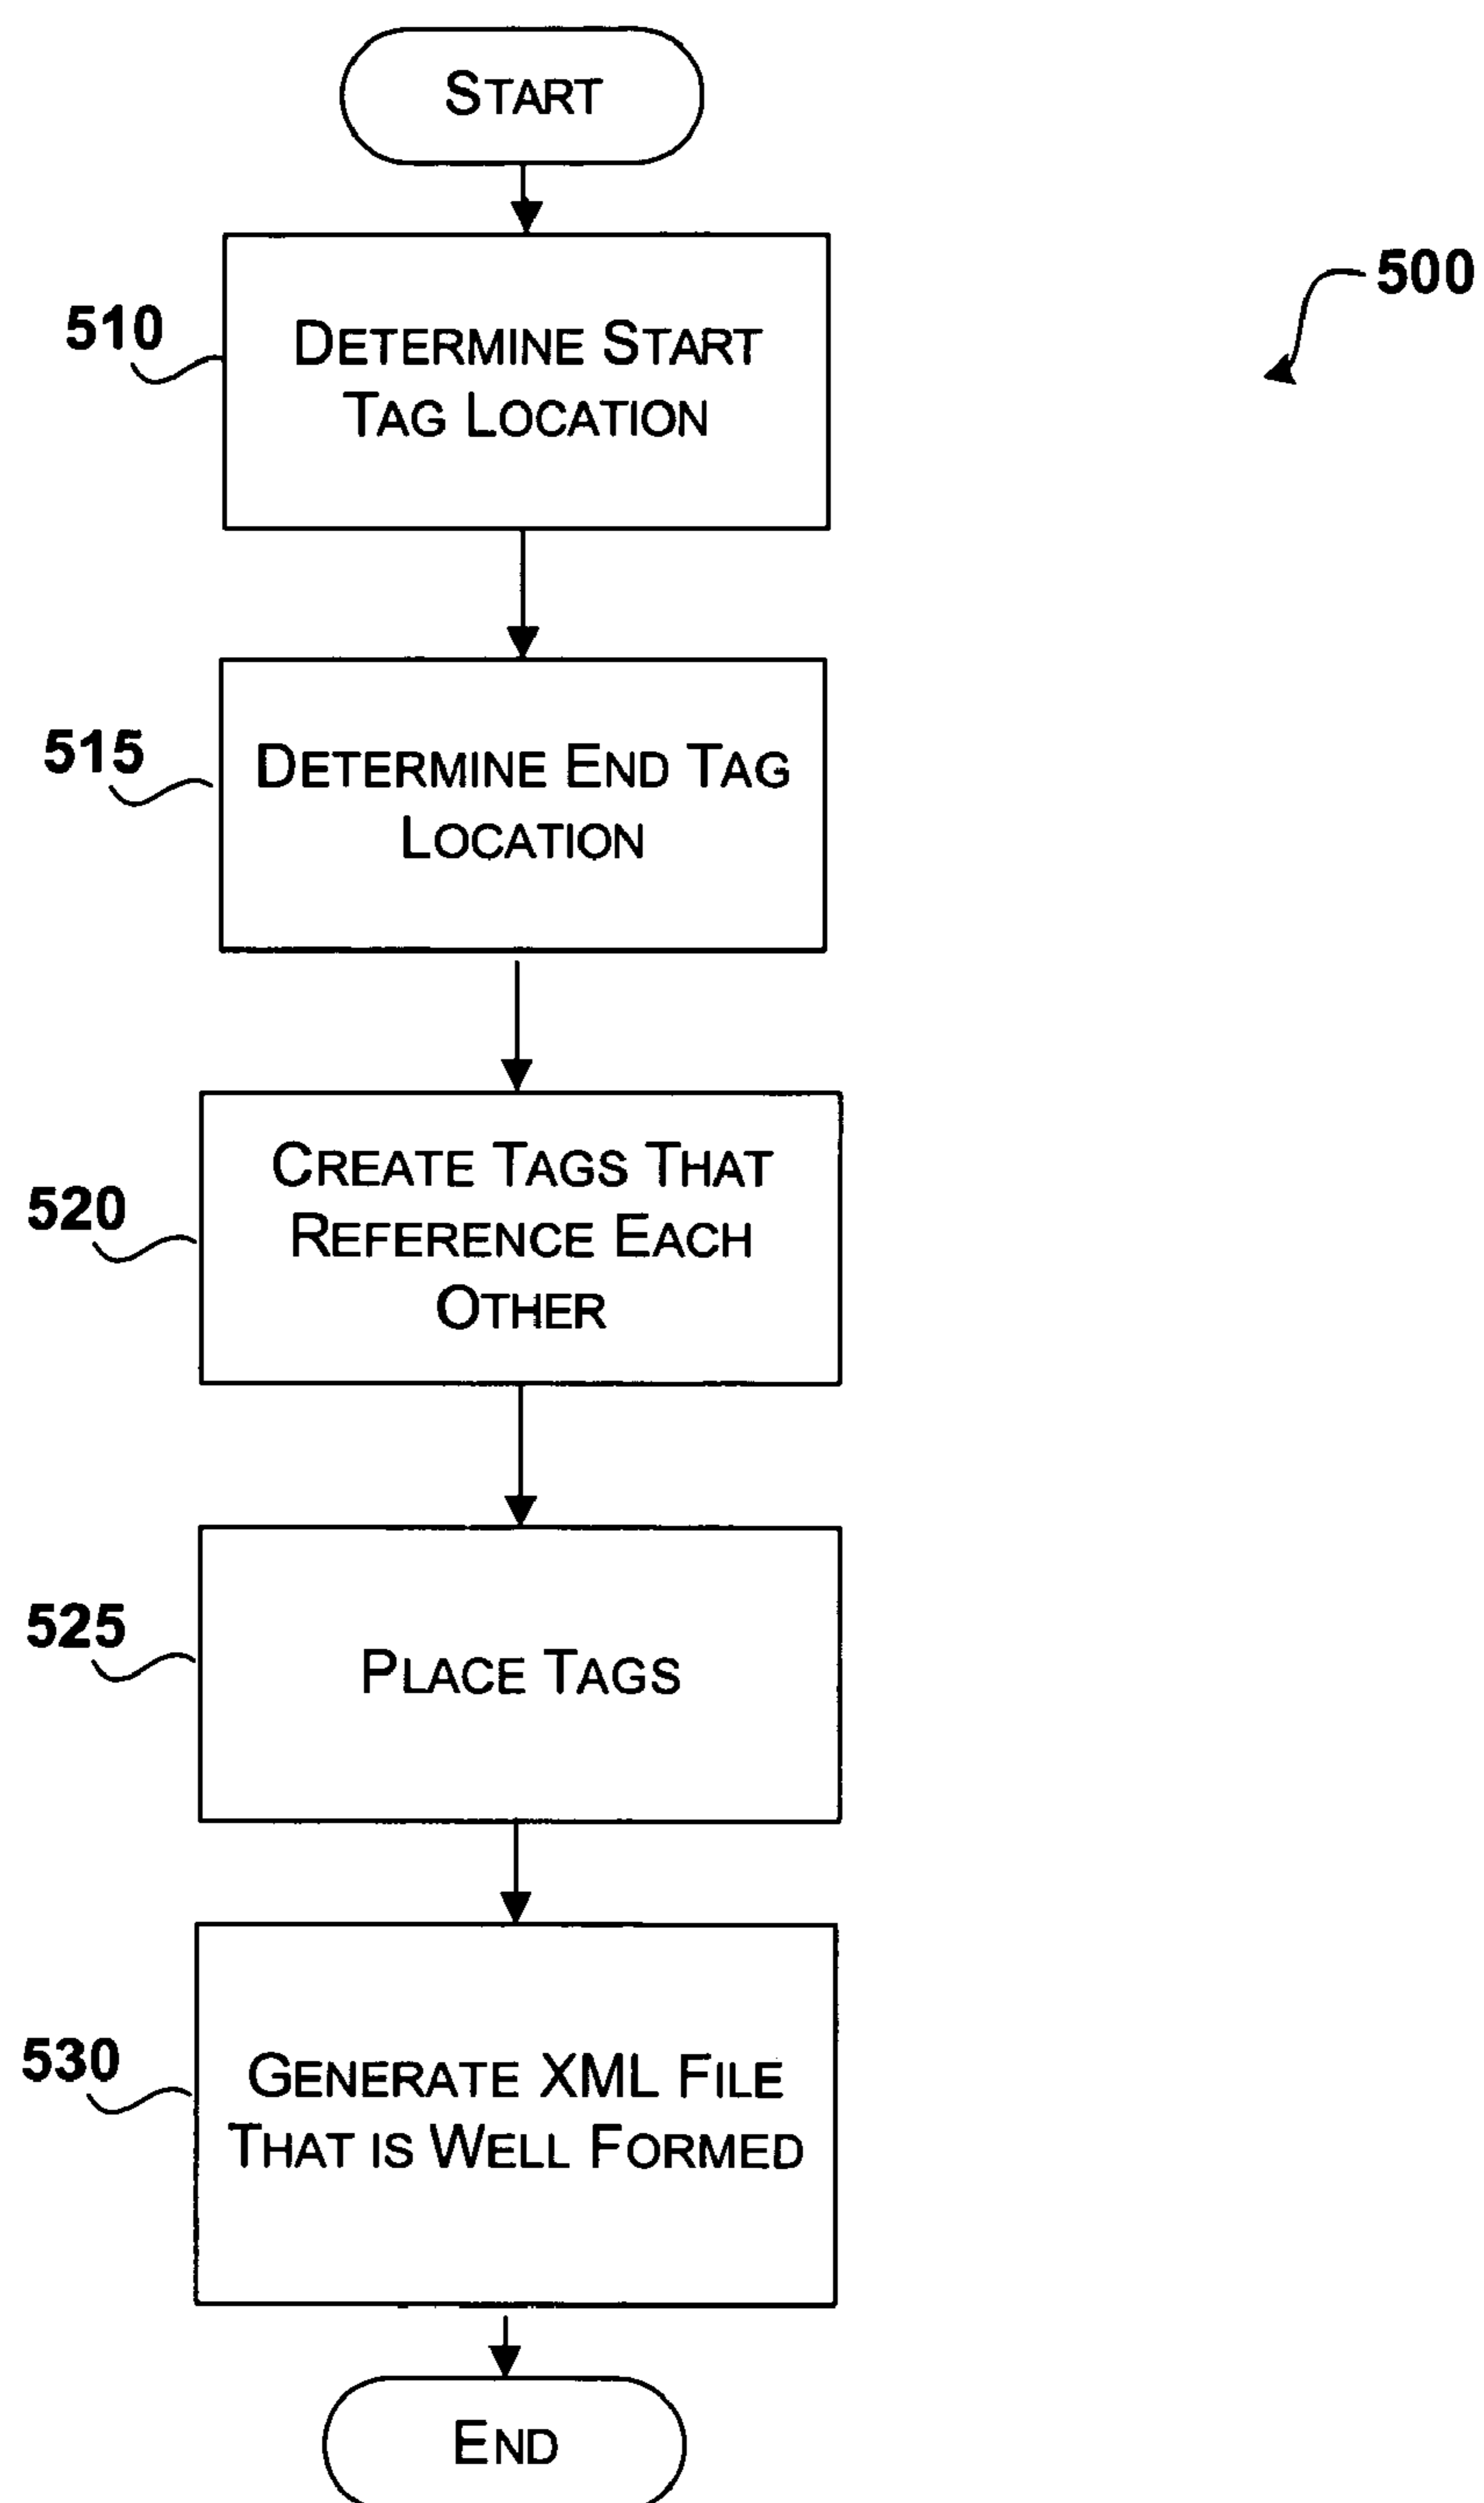 START
500
510
DETERMINE START
TAG LOCATION
515
DETERMINE END TAG
LOCATION
520
CREATE TAGS THAT
REFERENCE EACH
OTHER
525
PLACE TAGS
530
GENERATE XML FILE
THAT IS WELL FORMED
END